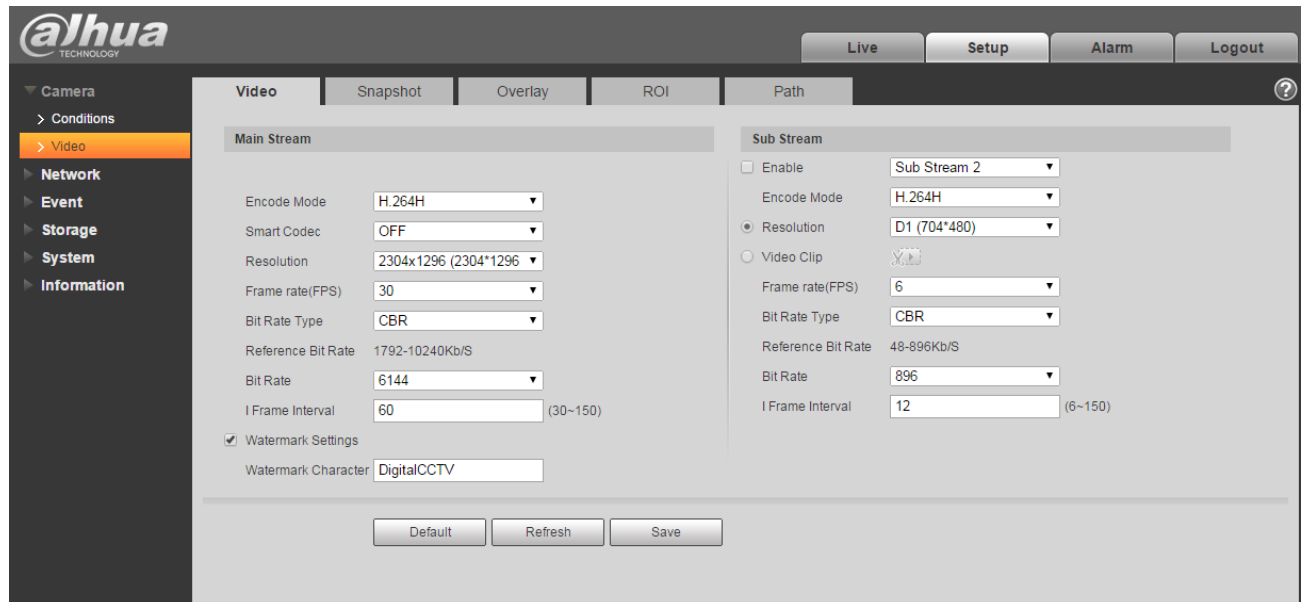 alhua
TECHNOLOGY
Live
Setup
Alarm
Logout
Camera
Conditions
Video
Network
Event
Storage
System
Information
Video
Snapshot
Overlay
ROI
Path
?
Main Stream
Encode Mode H.264H
Smart Codec OFF
Resolution 2304x1296 (2304*1296
Frame rate(FPS) 30
Bit Rate Type CBR
Reference Bit Rate 1792-10240Kb/S
Bit Rate 6144
I Frame Interval 60 (30~150)
Watermark Settings
Watermark Character DigitalCCTV
Sub Stream
Enable Sub Stream 2
Encode Mode H.264H
Resolution D1 (704*480)
Video Clip
Frame rate(FPS) 6
Bit Rate Type CBR
Reference Bit Rate 48-896Kb/S
Bit Rate 896
I Frame Interval 12 (6~150)
Default
Refresh
Save